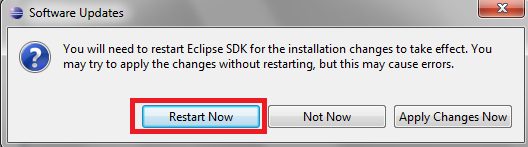 Software Updates
You will need to restart Eclipse SDK for the installation changes to take effect. You
may try to apply the changes without restarting, but this may cause errors.
Restart Now Not Now Apply Changes Now